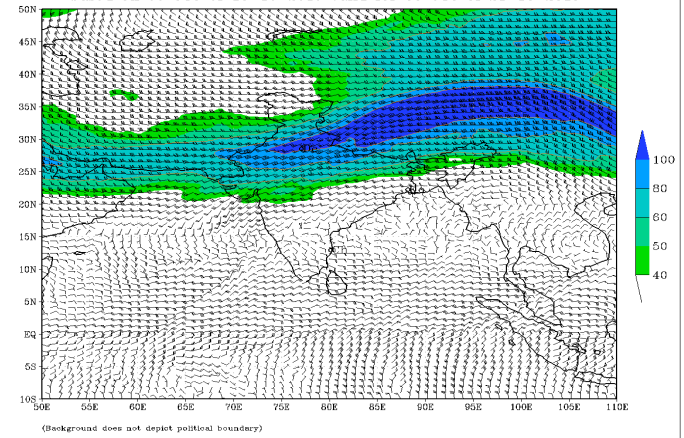 50N
45N
40N
35N
30N
25N
20N
15N
10N
5N
EQ
5S
10S
50E 55E 60E 65E 70E 75E 80E 85E 90E 95E 100E 105E 110E
100
80
60
50
40
(Background does not depict political boundary)